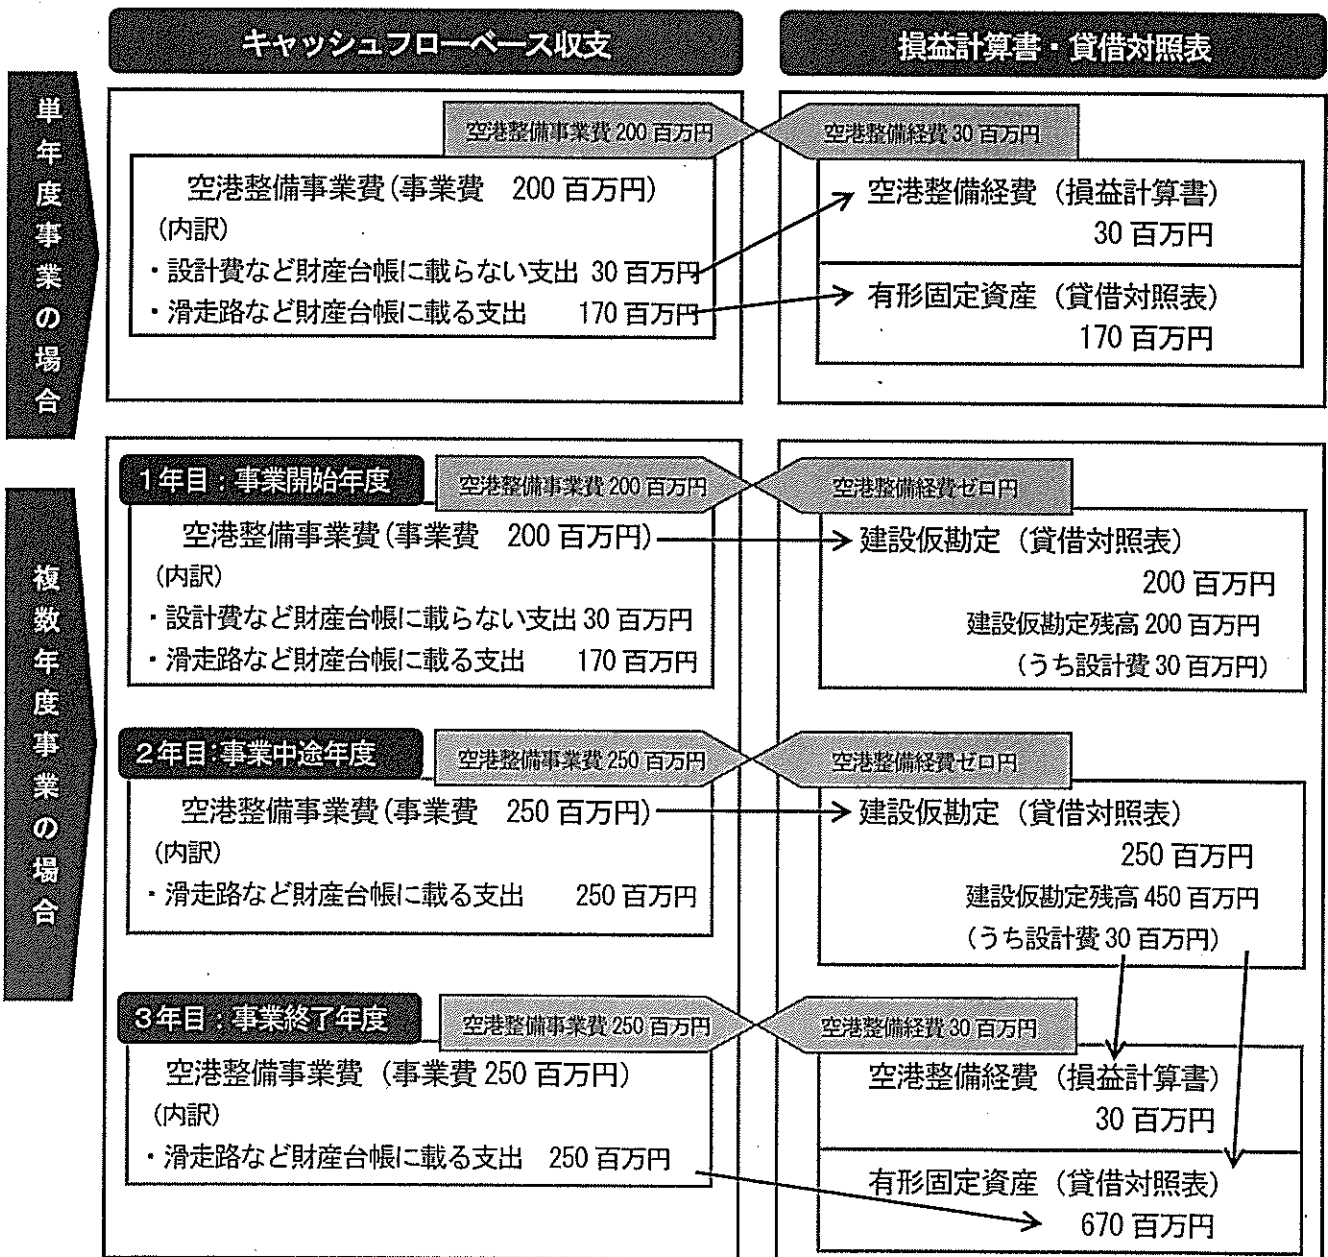 キャッシュフローベース収支
損益計算書・貸借対照表
単年度事業の場合
空港整備事業費 200 百万円
空港整備経費 30 百万円
空港整備事業費(事業費　200 百万円)
(内訳)
・設計費など財産台帳に載らない支出 30 百万円
・滑走路など財産台帳に載る支出　170 百万円
空港整備経費（損益計算書）
30 百万円
有形固定資産（貸借対照表）
170 百万円
複数年度事業の場合
1年目：事業開始年度
空港整備事業費 200 百万円
空港整備経費ゼロ円
空港整備事業費(事業費　200 百万円)
(内訳)
・設計費など財産台帳に載らない支出 30 百万円
・滑走路など財産台帳に載る支出　170 百万円
建設仮勘定（貸借対照表）
200 百万円
建設仮勘定残高 200 百万円
(うち設計費 30 百万円)
2年目：事業中途年度
空港整備事業費 250 百万円
空港整備経費ゼロ円
空港整備事業費(事業費　250 百万円)
(内訳)
・滑走路など財産台帳に載る支出　250 百万円
建設仮勘定（貸借対照表）
250 百万円
建設仮勘定残高 450 百万円
(うち設計費 30 百万円)
3年目：事業終了年度
空港整備事業費 250 百万円
空港整備経費 30 百万円
空港整備事業費（事業費 250 百万円）
(内訳)
・滑走路など財産台帳に載る支出　250 百万円
空港整備経費（損益計算書）
30 百万円
有形固定資産（貸借対照表）
670 百万円